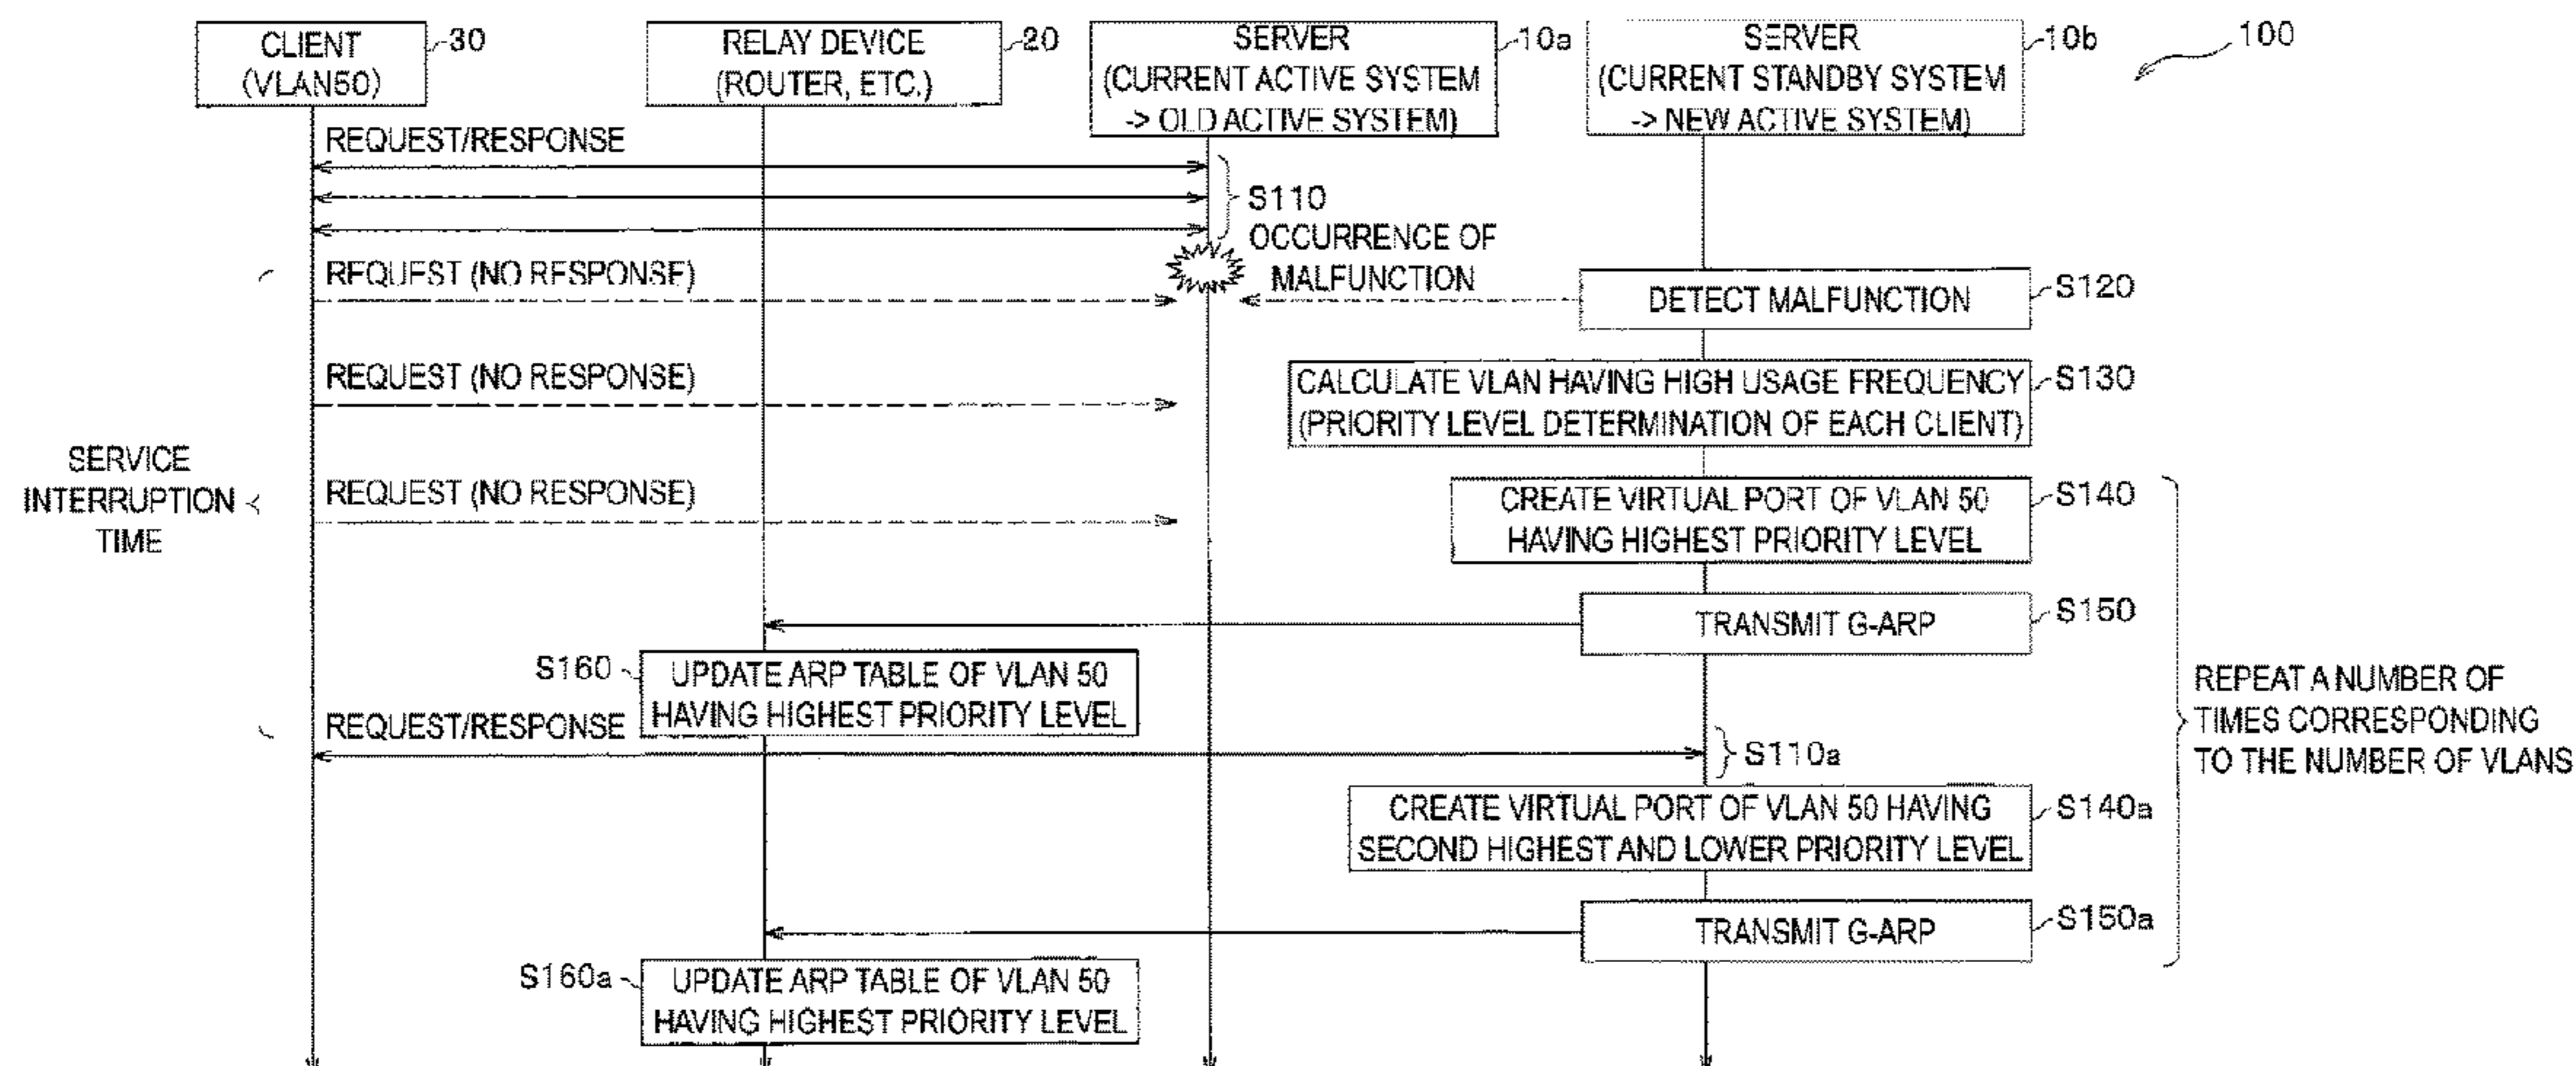 CLIENT
(VLAN50)
30
RELAY DEVICE
(ROUTER, ETC.)
20
SERVER
(CURRENT ACTIVE SYSTEM
-> OLD ACTIVE SYSTEM)
10a
SERVER
(CURRENT STANDBY SYSTEM
-> NEW ACTIVE SYSTEM)
10b
100
REQUEST/RESPONSE
S110
OCCURRENCE OF
MALFUNCTION
REQUEST (NO RESPONSE)
DETECT MALFUNCTION
S120
REQUEST (NO RESPONSE)
CALCULATE VLAN HAVING HIGH USAGE FREQUENCY
(PRIORITY LEVEL DETERMINATION OF EACH CLIENT)
S130
SERVICE
INTERRUPTION
TIME
REQUEST (NO RESPONSE)
CREATE VIRTUAL PORT OF VLAN 50
HAVING HIGHEST PRIORITY LEVEL
S140
TRANSMIT G-ARP
S150
S160
UPDATE ARP TABLE OF VLAN 50
HAVING HIGHEST PRIORITY LEVEL
REPEAT A NUMBER OF
TIMES CORRESPONDING
TO THE NUMBER OF VLANS
REQUEST/RESPONSE
S110a
CREATE VIRTUAL PORT OF VLAN 50 HAVING
SECOND HIGHEST AND LOWER PRIORITY LEVEL
S140a
TRANSMIT G-ARP
S150a
S160a
UPDATE ARP TABLE OF VLAN 50
HAVING HIGHEST PRIORITY LEVEL